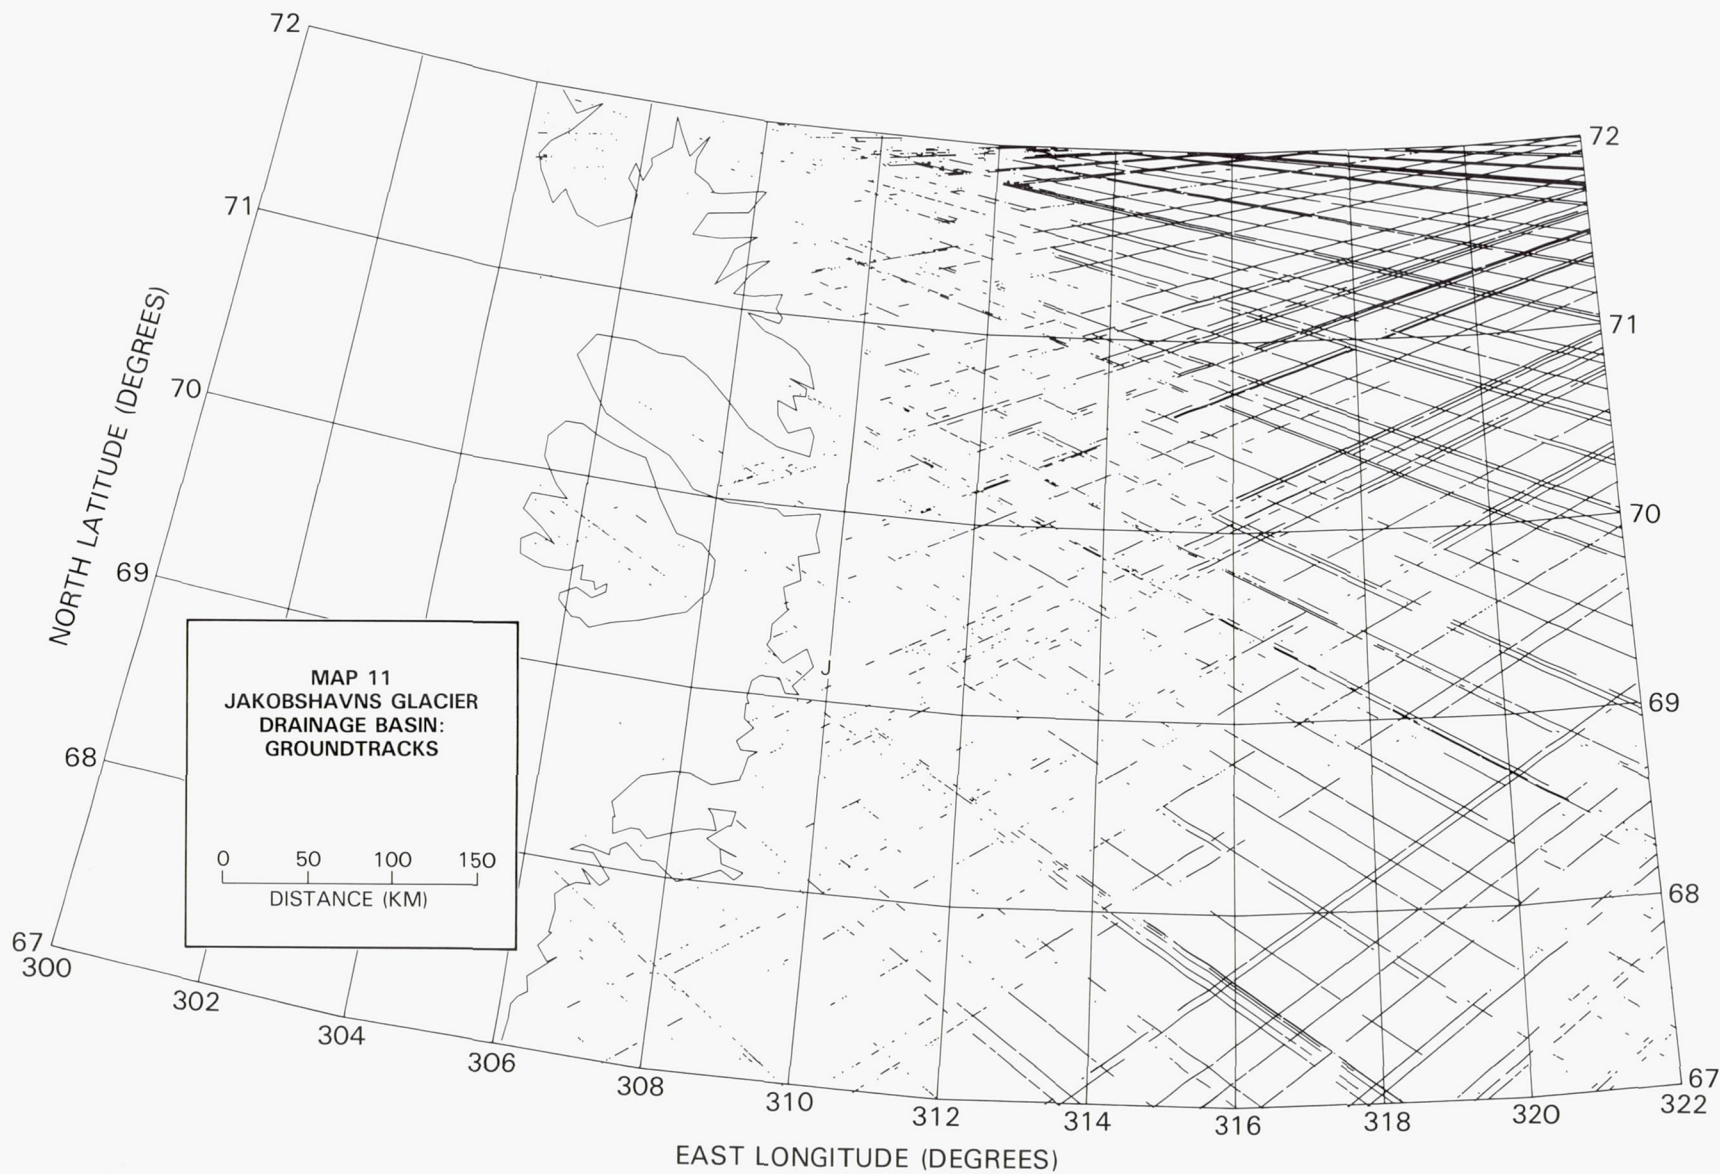 72
72
71
71
70
70
69
69
68
68
67
67
NORTH LATITUDE (DEGREES)
J
MAP 11
JAKOBSHAVNS GLACIER
DRAINAGE BASIN:
GROUNDTRACKS
0 50 100 150
DISTANCE (KM)
300 302 304 306 308 310 312 314 316 318 320 322
EAST LONGITUDE (DEGREES)